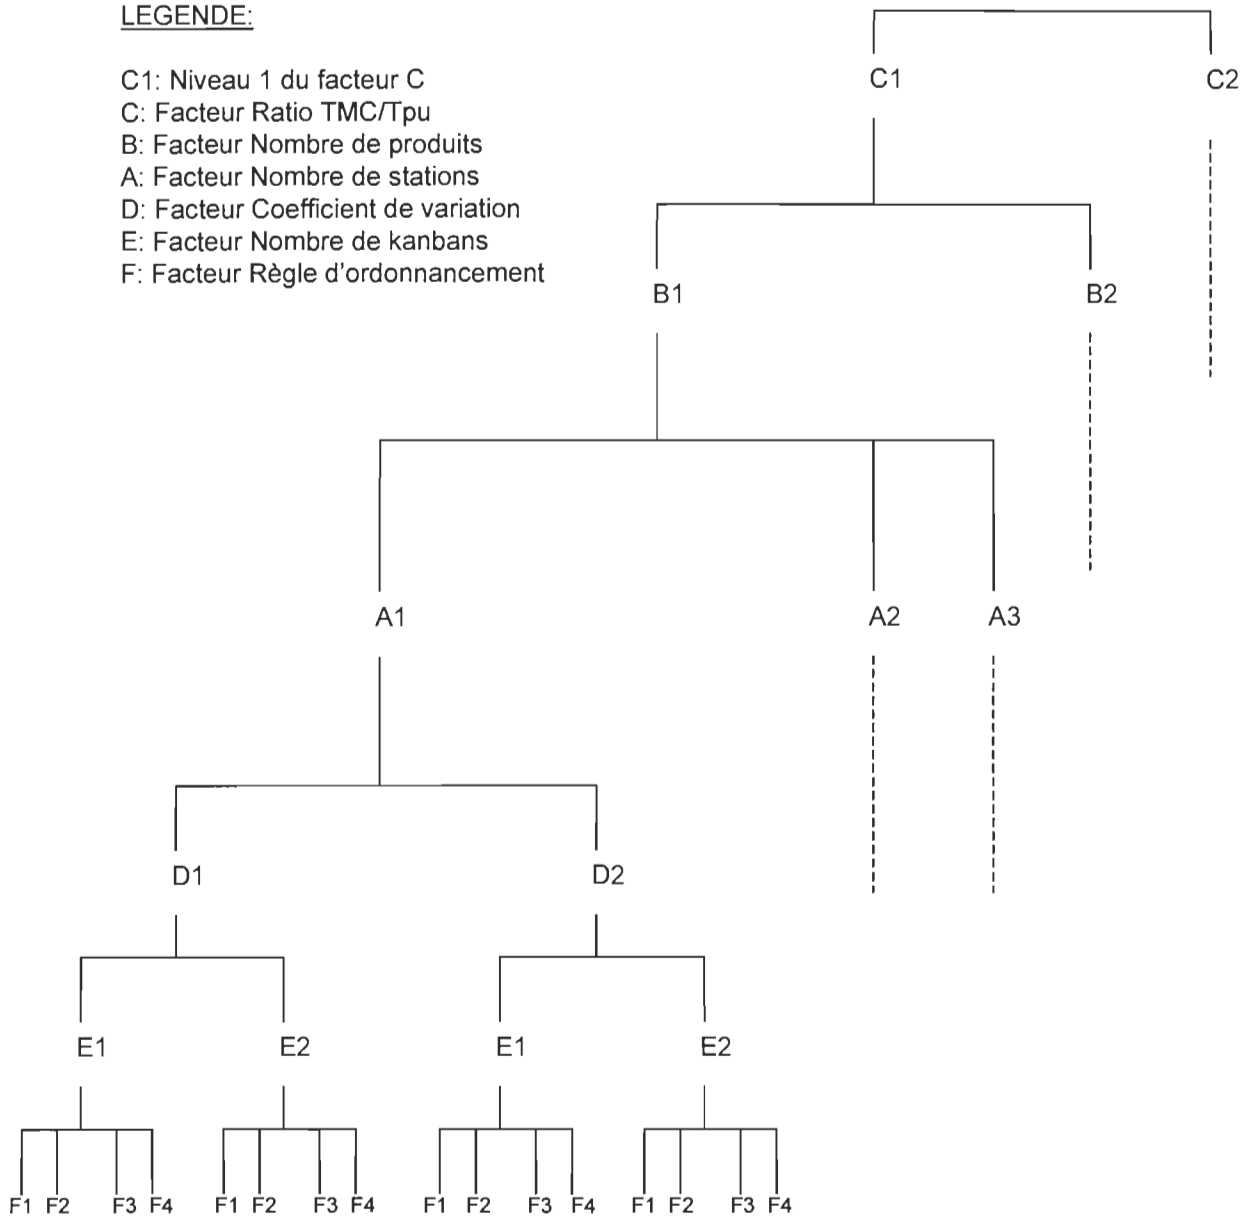 LEGENDE:
C1: Niveau 1 du facteur C
C: Facteur Ratio TMC/Tpu
B: Facteur Nombre de produits
A: Facteur Nombre de stations
D: Facteur Coefficient de variation
E: Facteur Nombre de kanbans
F: Facteur Règle d'ordonnancement
C1 C2
B1 B2
A1 A2 A3
D1 D2
E1 E2 E1 E2
F1 F2 F3 F4 F1 F2 F3 F4 F1 F2 F3 F4 F1 F2 F3 F4